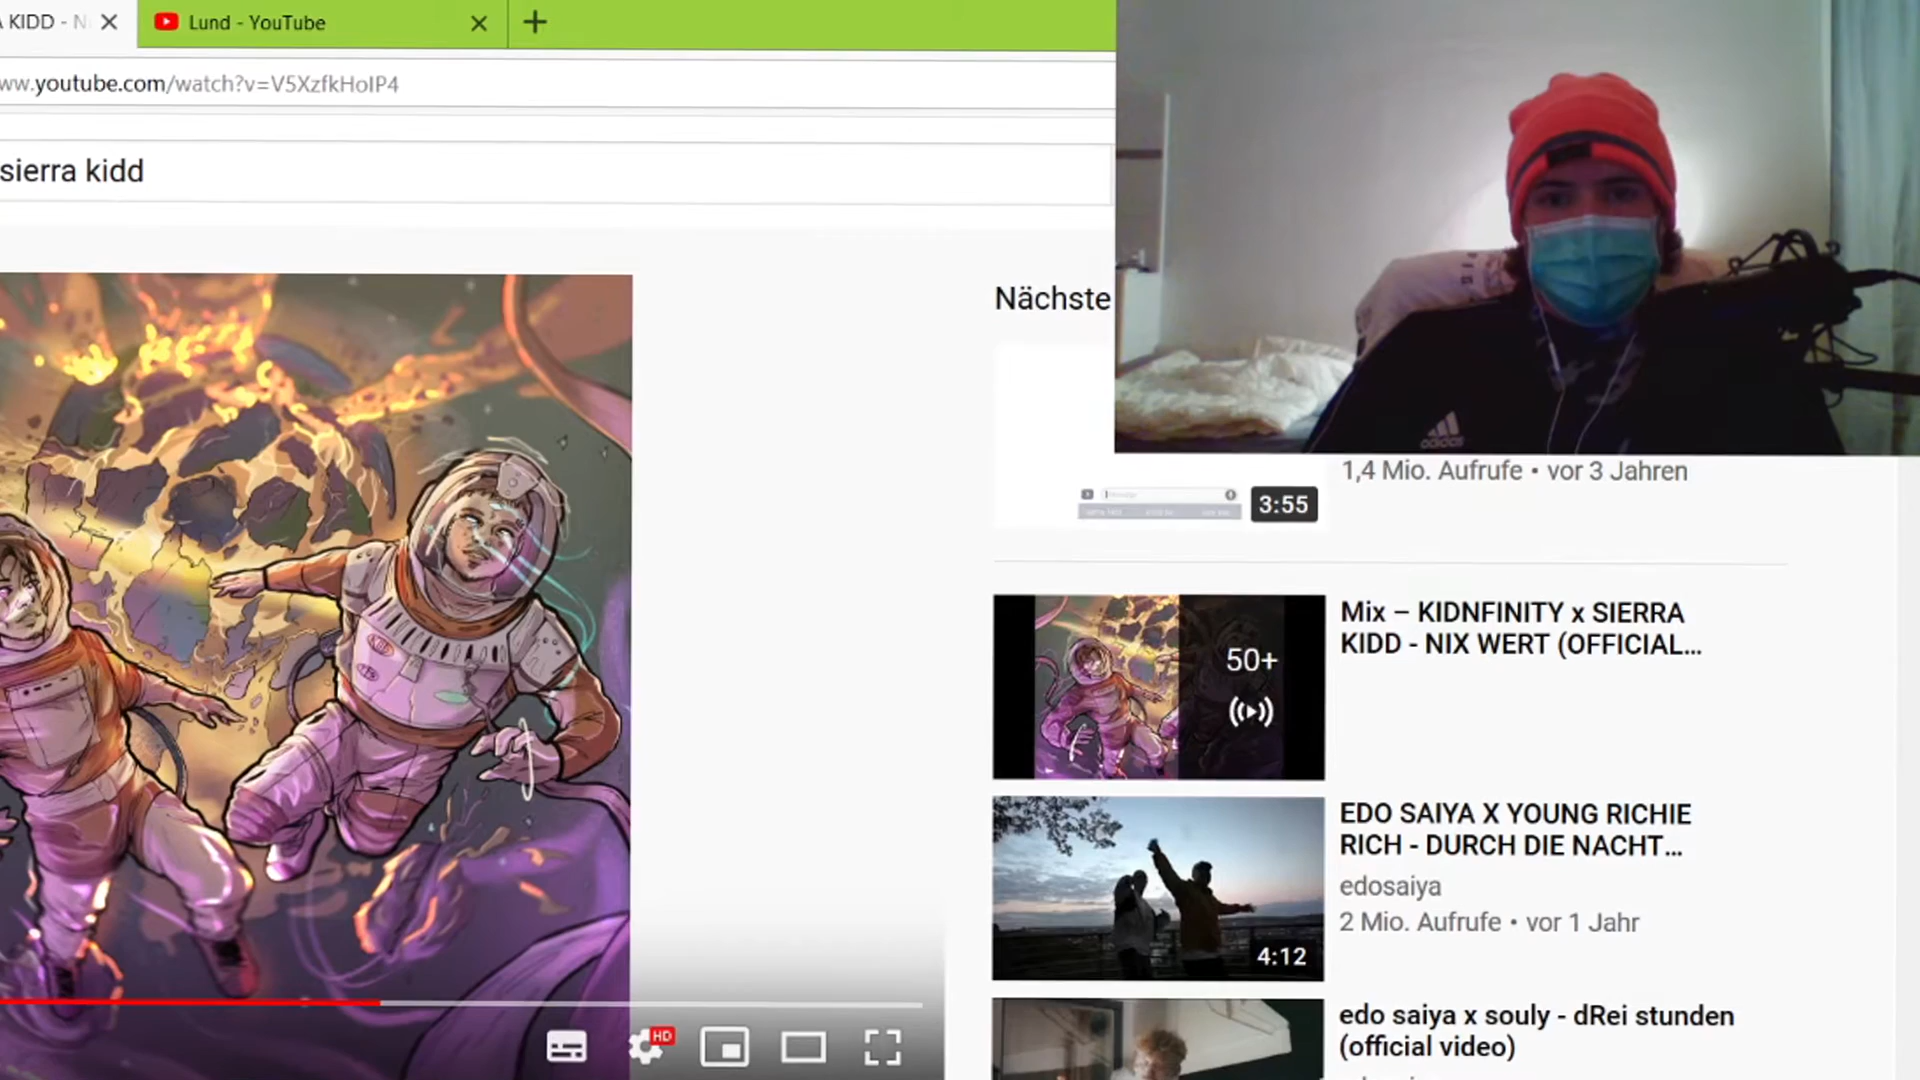 KIDD - N
Lund - YouTube
ww.youtube.com/watch?v=V5XzfkHoIP4
sierra kidd
Nächste
adidas
1,4 Mio. Aufrufe • vor 3 Jahren
3:55
50+
Mix – KIDNFINITY x SIERRA
KIDD - NIX WERT (OFFICIAL...
EDO SAIYA X YOUNG RICHIE
RICH - DURCH DIE NACHT...
edosaiya
2 Mio. Aufrufe • vor 1 Jahr
4:12
edo saiya x souly - dRei stunden
(official video)
HD